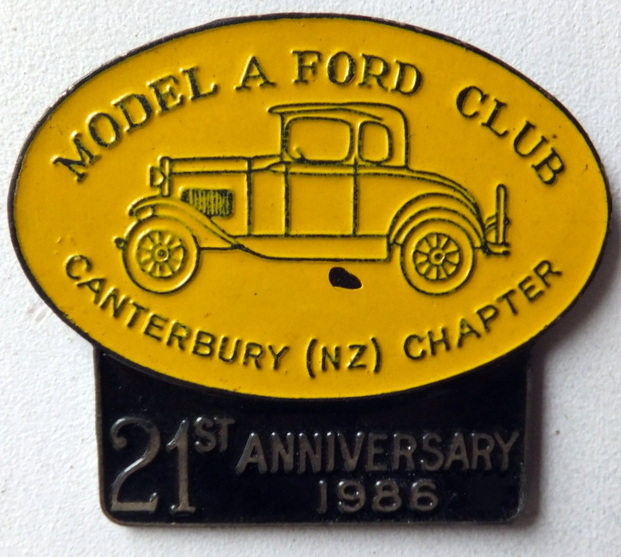 MODEL A FORD CLUB
CANTERBURY (NZ) CHAPTER
21ST ANNIVERSARY
1986